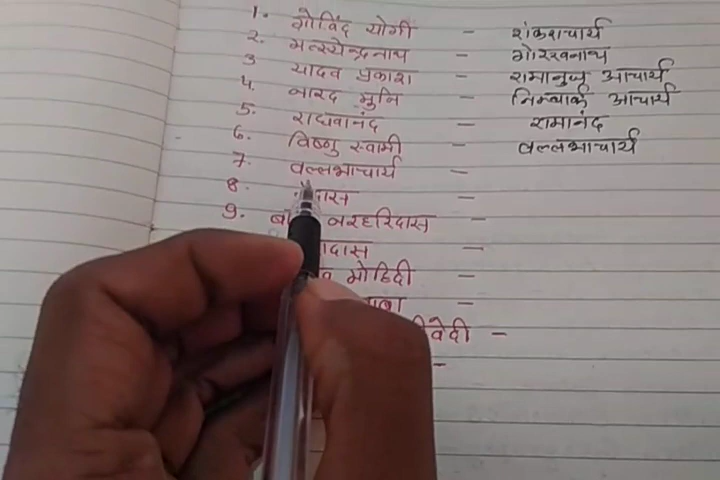 1. गोविंद योगी - शंकराचार्य
2. मत्स्येन्द्रनाथ - गोरखनाथ
3 यादव प्रकाश - रामानुज आचार्य
4. नारद मुनि - निम्बार्क आचार्य
5. राघवानंद - रामानंद
6. विष्णु स्वामी - वल्लभाचार्य
7. वल्लभाचार्य -
8. -
9. नरहरिदास -
-
मोहिदी -
-
-
-